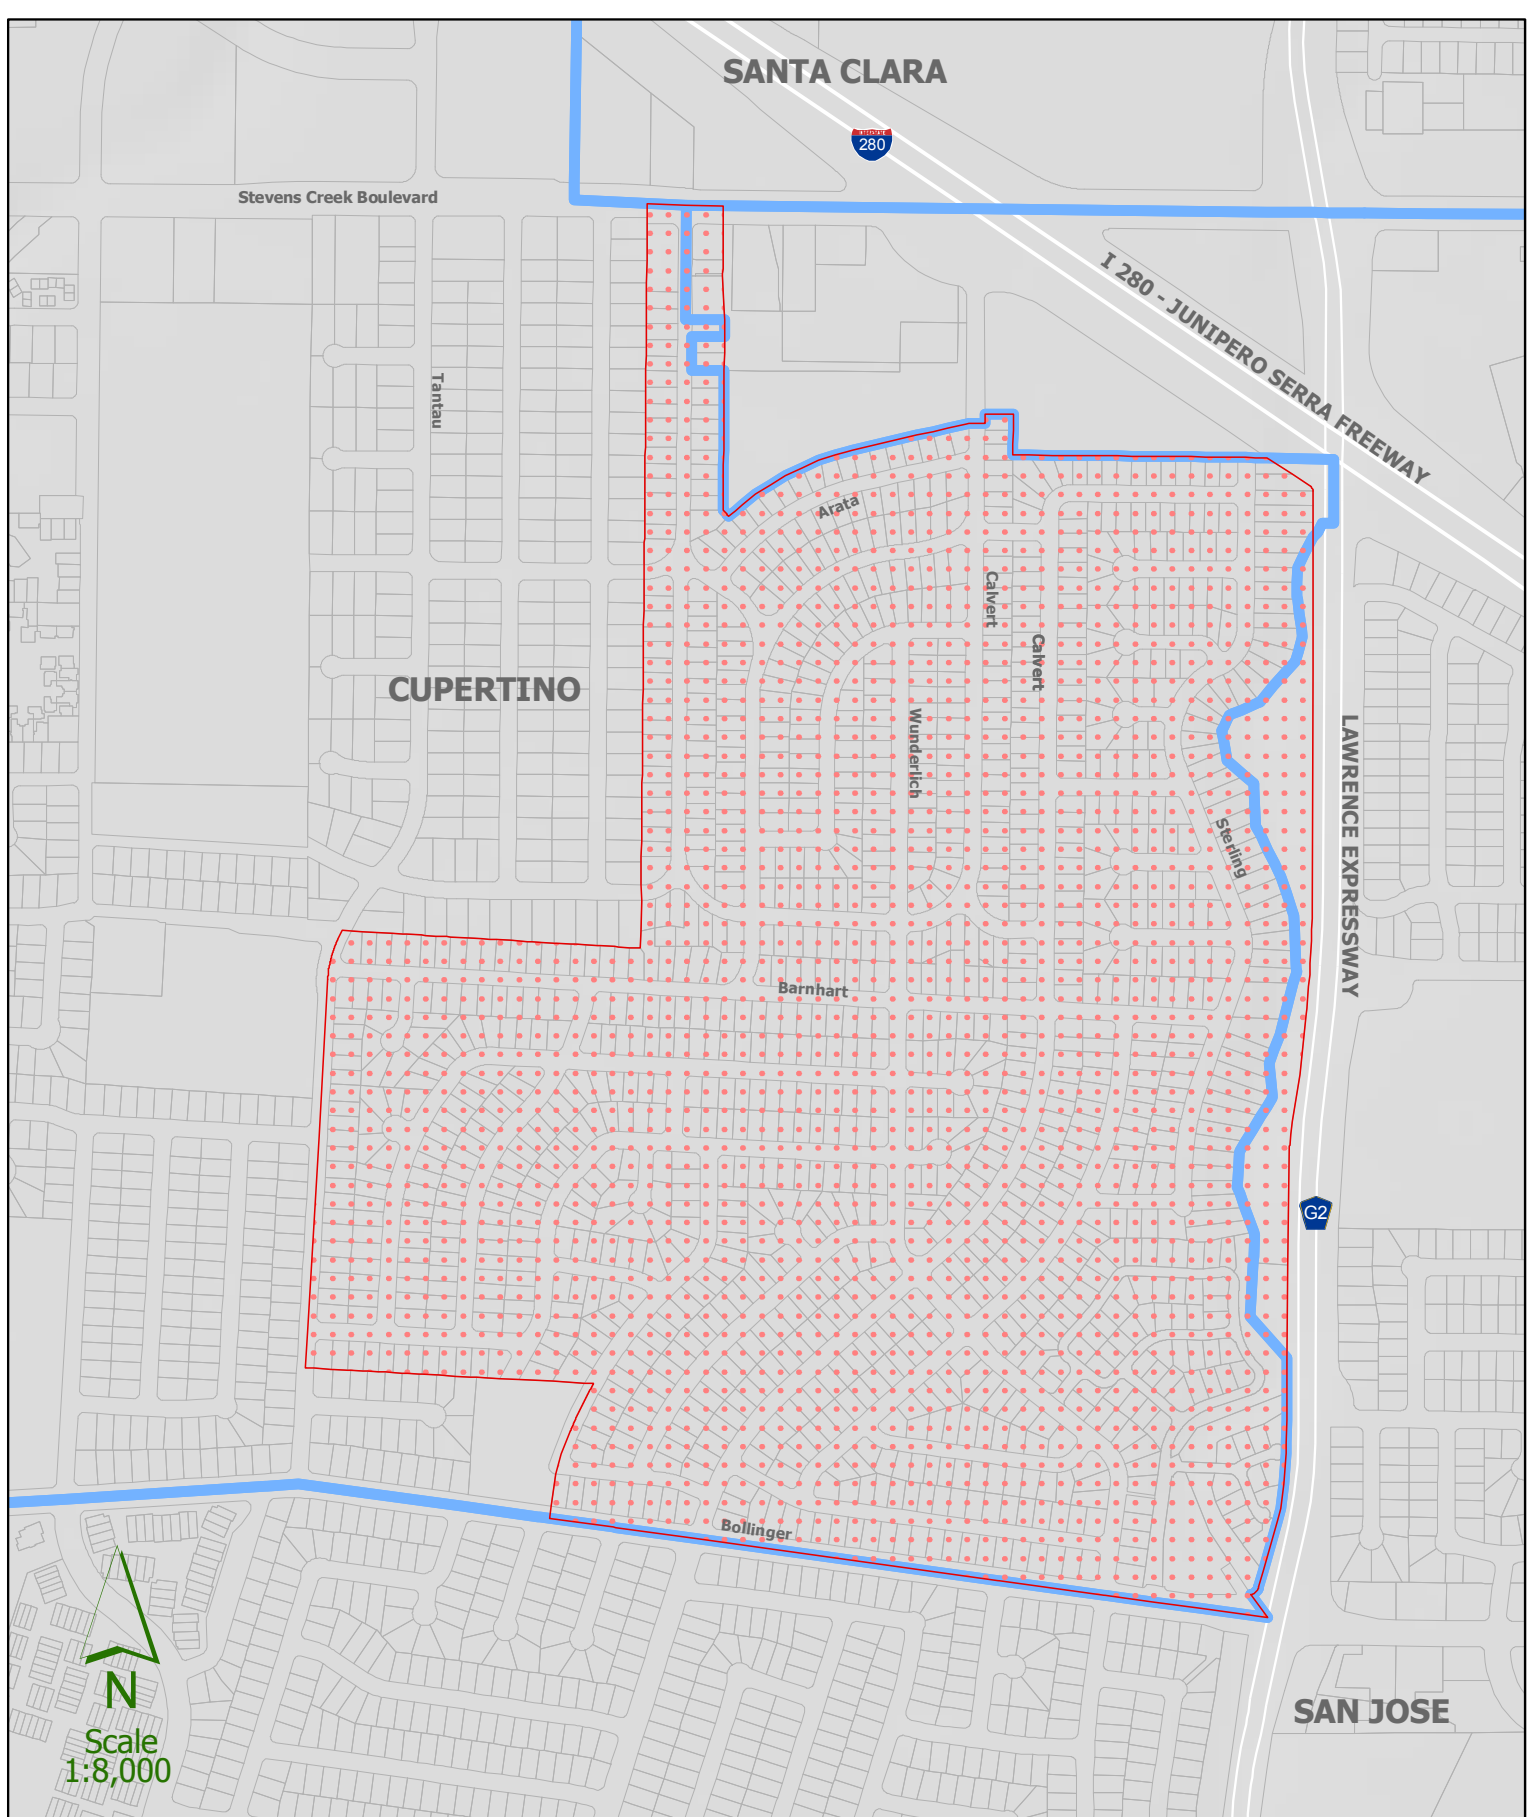 SANTA CLARA
INTERSTATE
280
Stevens Creek Boulevard
I 280 - JUNIPERO SERRA FREEWAY
Tantau
Arata
Calvert
Calvert
CUPERTINO
Wunderlich
LAWRENCE EXPRESSWAY
Sterling
Barnhart
G2
Bollinger
N
Scale
1:8,000
SAN JOSE